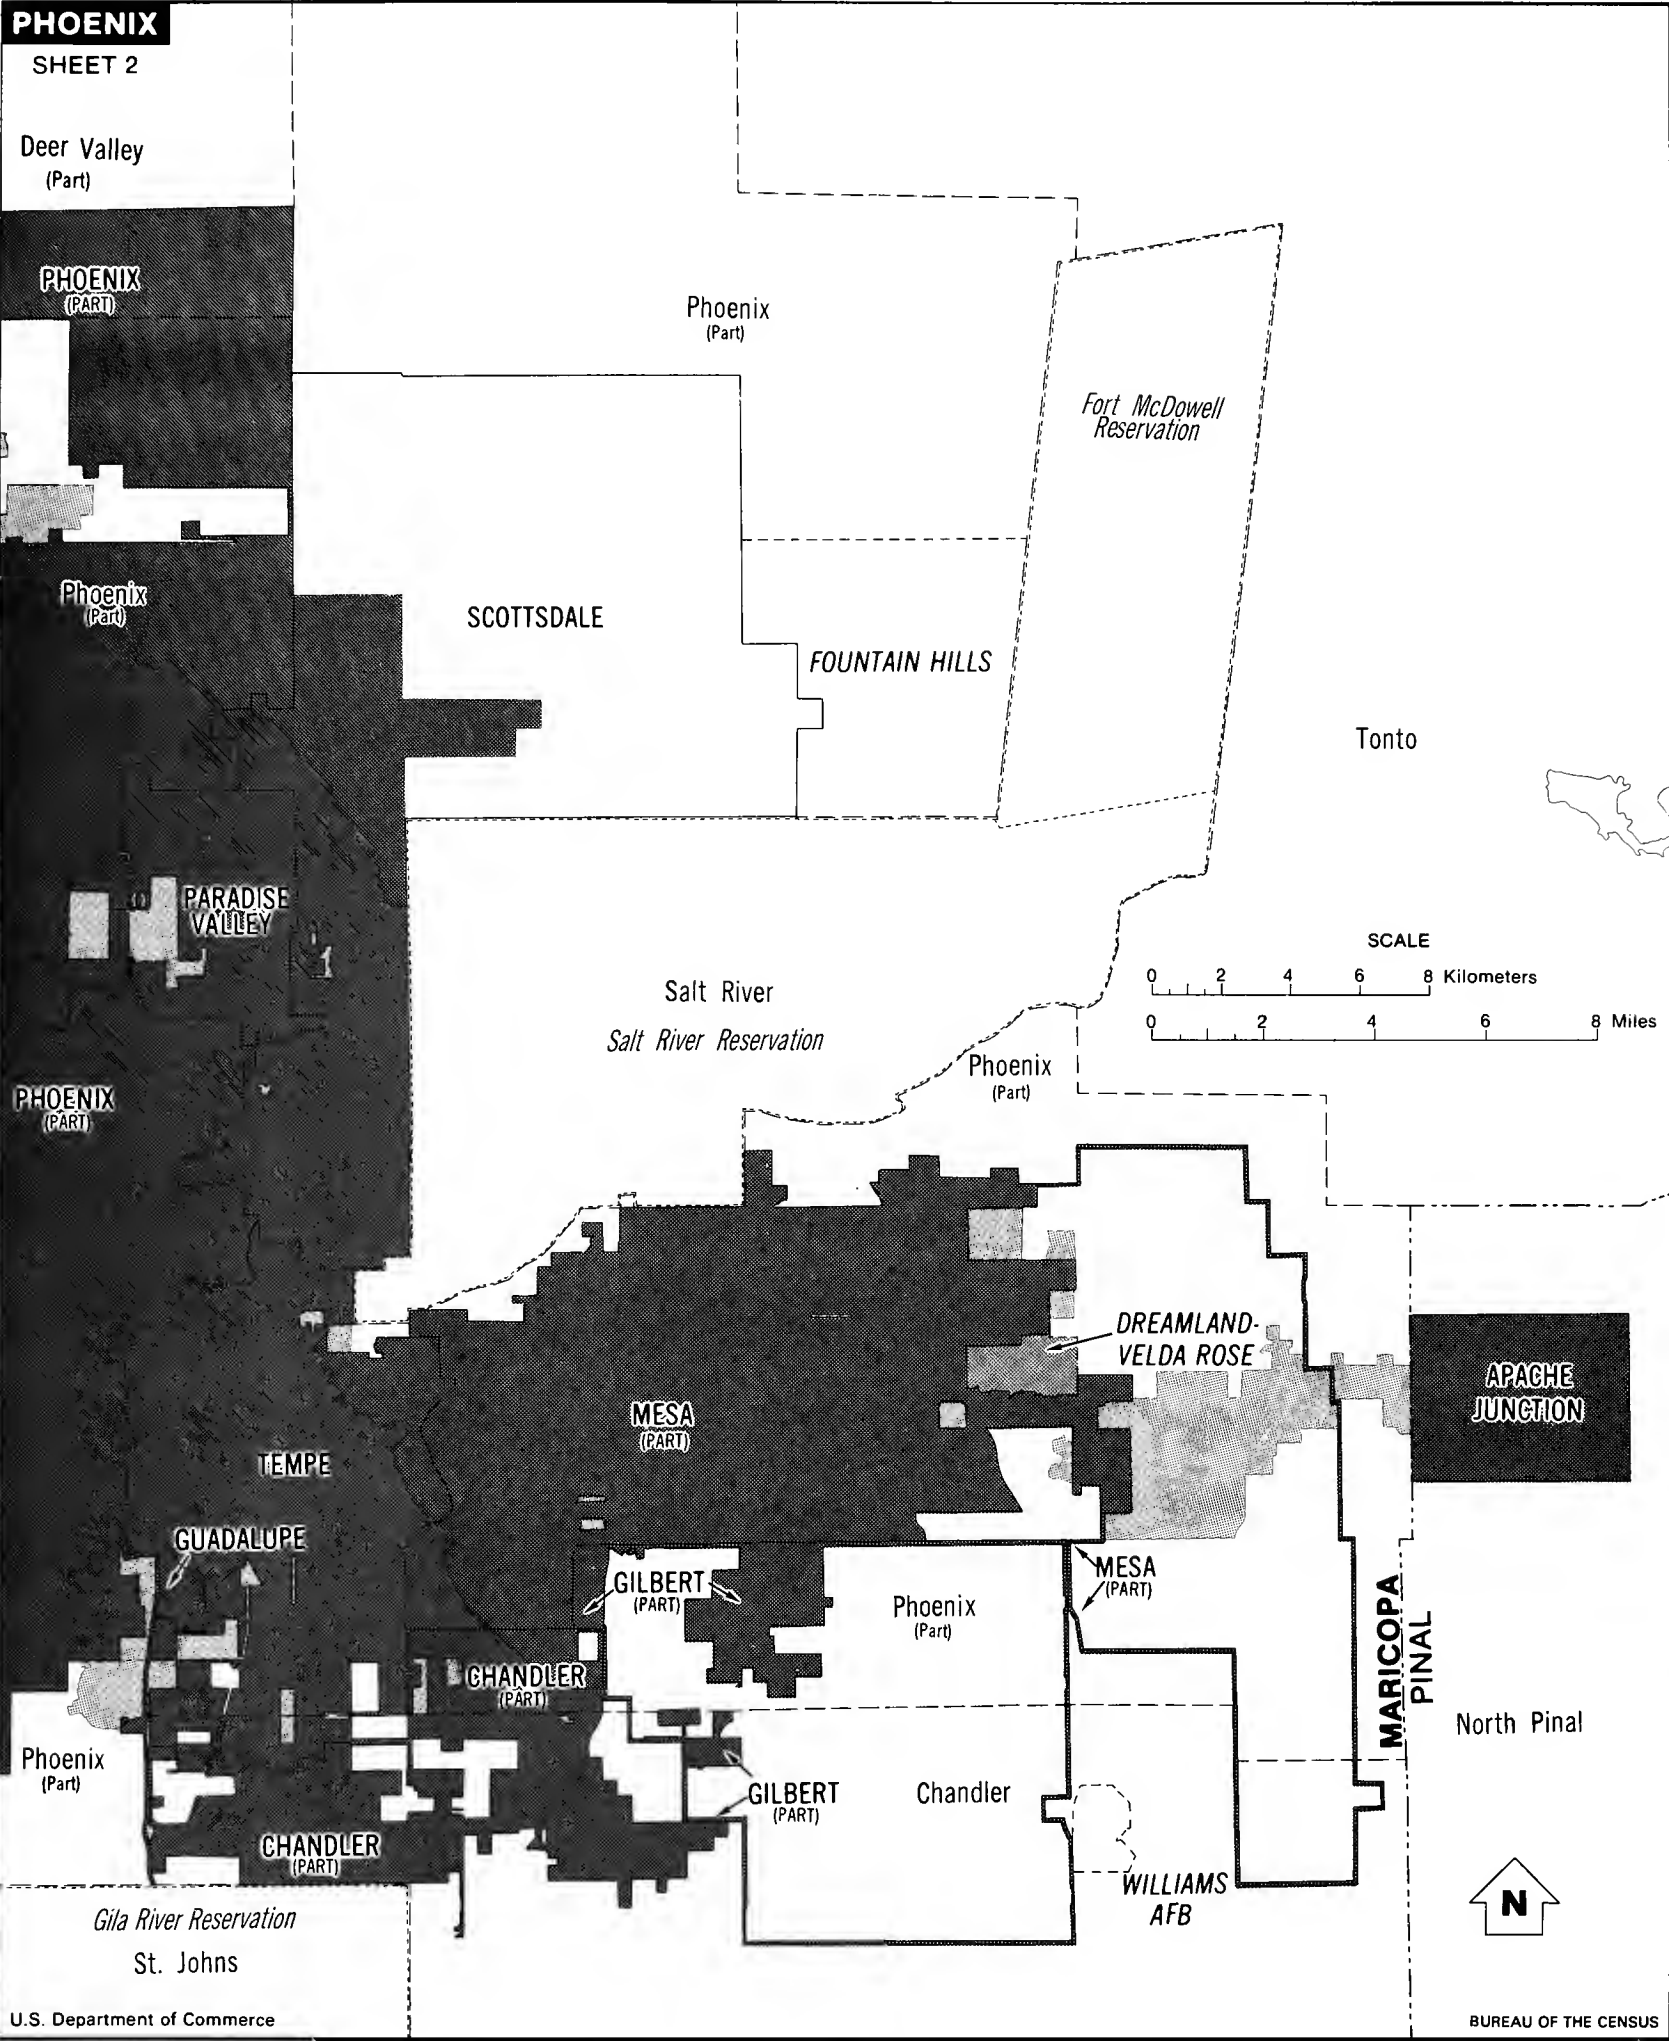 PHOENIX
SHEET 2
Deer Valley
(Part)
PHOENIX
(PART)
Phoenix
(Part)
Fort McDowell
Reservation
Phoenix
(Part)
SCOTTSDALE
FOUNTAIN HILLS
Tonto
PARADISE
VALLEY
SCALE
0 2 4 6 8 Kilometers
0 2 4 6 8 Miles
Salt River
Salt River Reservation
Phoenix
(Part)
PHOENIX
(PART)
DREAMLAND-
VELDA ROSE
APACHE
JUNCTION
MESA
(PART)
TEMPE
GUADALUPE
MESA
(PART)
GILBERT
(PART)
Phoenix
(Part)
MARICOPA
PINAL
CHANDLER
(PART)
North Pinal
Phoenix
(Part)
GILBERT
(PART)
Chandler
CHANDLER
(PART)
WILLIAMS
AFB
N
Gila River Reservation
St. Johns
U.S. Department of Commerce
BUREAU OF THE CENSUS